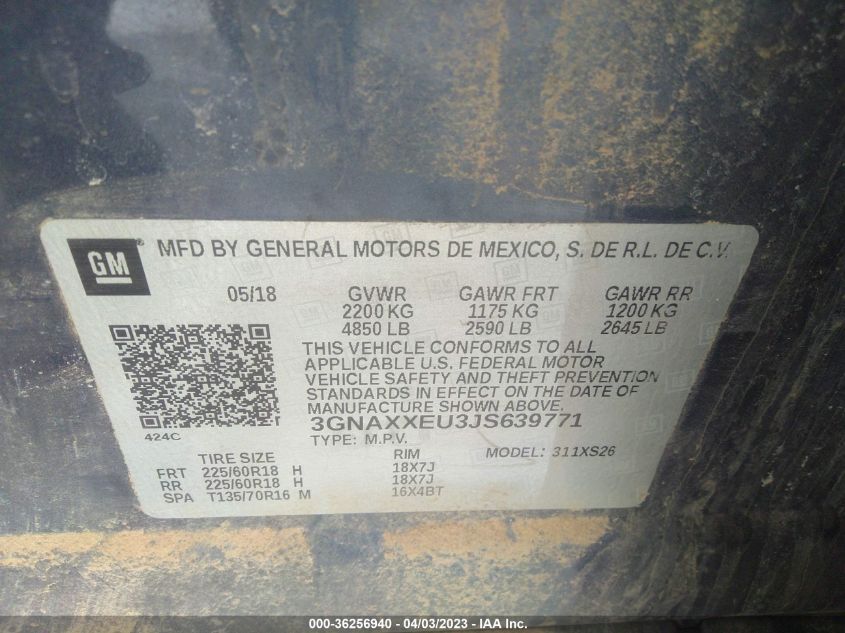 GM MFD BY GENERAL MOTORS DE MEXICO, S. DE R.L. DE C.V.
05/18 GVWR GAWR FRT GAWR RR
2200 KG 1175 KG 1200 KG
4850 LB 2590 LB 2645 LB
THIS VEHICLE CONFORMS TO ALL
APPLICABLE U.S. FEDERAL MOTOR
VEHICLE SAFETY AND THEFT PREVENTION
STANDARDS IN EFFECT ON THE DATE OF
MANUFACTURE SHOWN ABOVE.
3GNAXXEU3JS639771
424C
TYPE: M.P.V. MODEL: 311XS26
TIRE SIZE RIM
FRT 225/60R18 H 18X7J
RR 225/60R18 H 18X7J
SPA T135/70R16 M 16X4BT
000-36256940 - 04/03/2023 - IAA Inc.